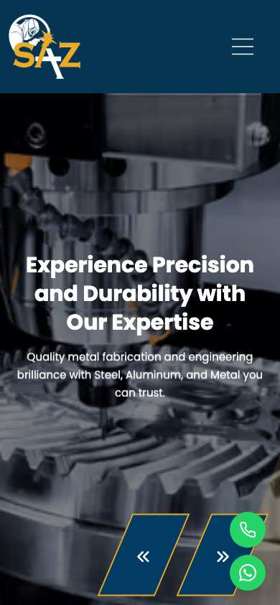 SAZ
Experience Precision
and Durability with
Our Expertise
Quality metal fabrication and engineering
brilliance with Steel, Aluminum, and Metal you
can trust.